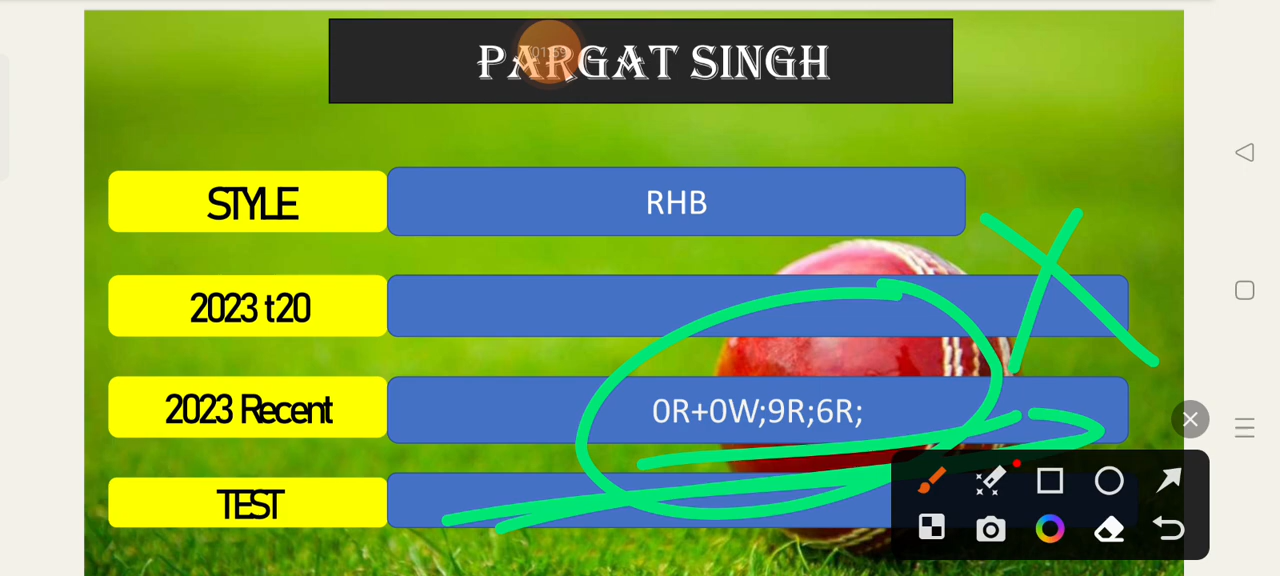 PARGAT SINGH
STYLE
RHB
2023 t20
2023 Recent
0R+0W;9R;6R;
TEST